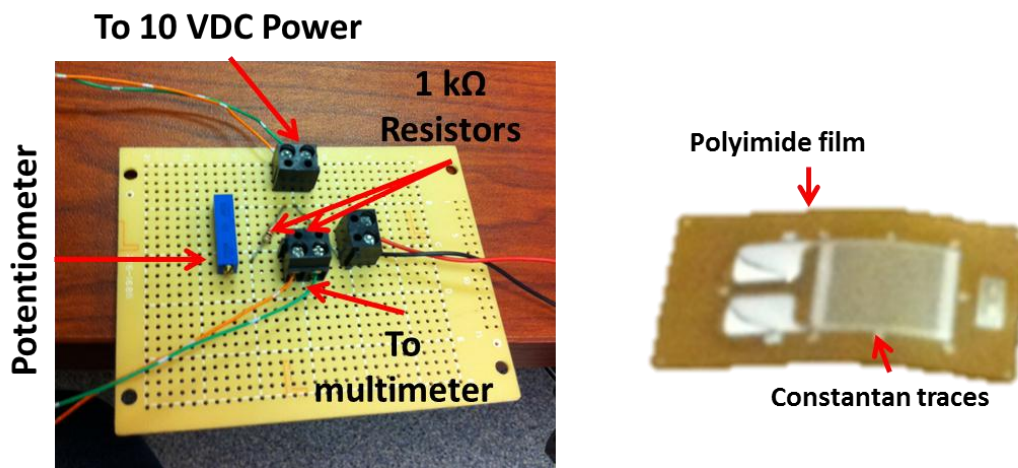 To 10 VDC Power
1 kΩ
Resistors
Potentiometer
To
multimeter
Polyimide film
Constantan traces